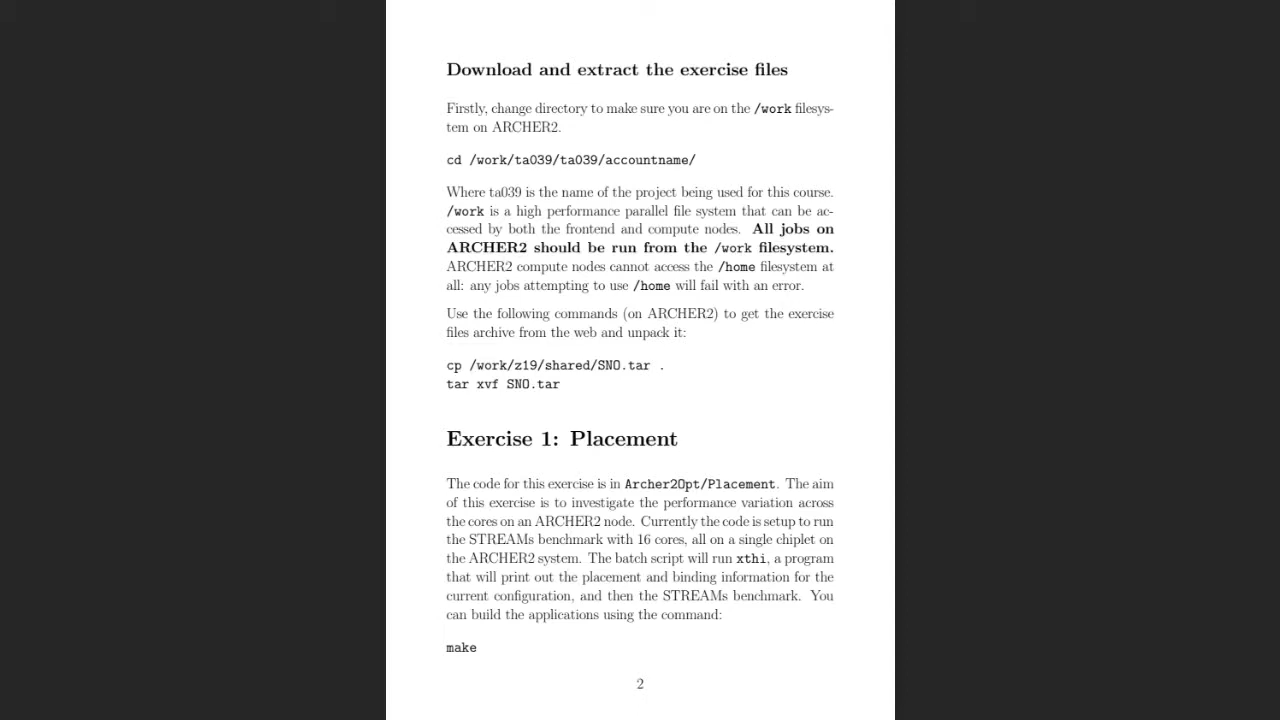 Download and extract the exercise files
Firstly, change directory to make sure you are on the /work filesys-
tem on ARCHER2.
cd /work/ta039/ta039/accountname/
Where ta039 is the name of the project being used for this course.
/work is a high performance parallel file system that can be ac-
cessed by both the frontend and compute nodes. All jobs on
ARCHER2 should be run from the /work filesystem.
ARCHER2 compute nodes cannot access the /home filesystem at
all: any jobs attempting to use /home will fail with an error.
Use the following commands (on ARCHER2) to get the exercise
files archive from the web and unpack it:
cp /work/z19/shared/SNO.tar .
tar xvf SNO.tar
Exercise 1: Placement
The code for this exercise is in Archer2Opt/Placement. The aim
of this exercise is to investigate the performance variation across
the cores on an ARCHER2 node. Currently the code is setup to run
the STREAMs benchmark with 16 cores, all on a single chiplet on
the ARCHER2 system. The batch script will run xthi, a program
that will print out the placement and binding information for the
current configuration, and then the STREAMs benchmark. You
can build the applications using the command:
make
2